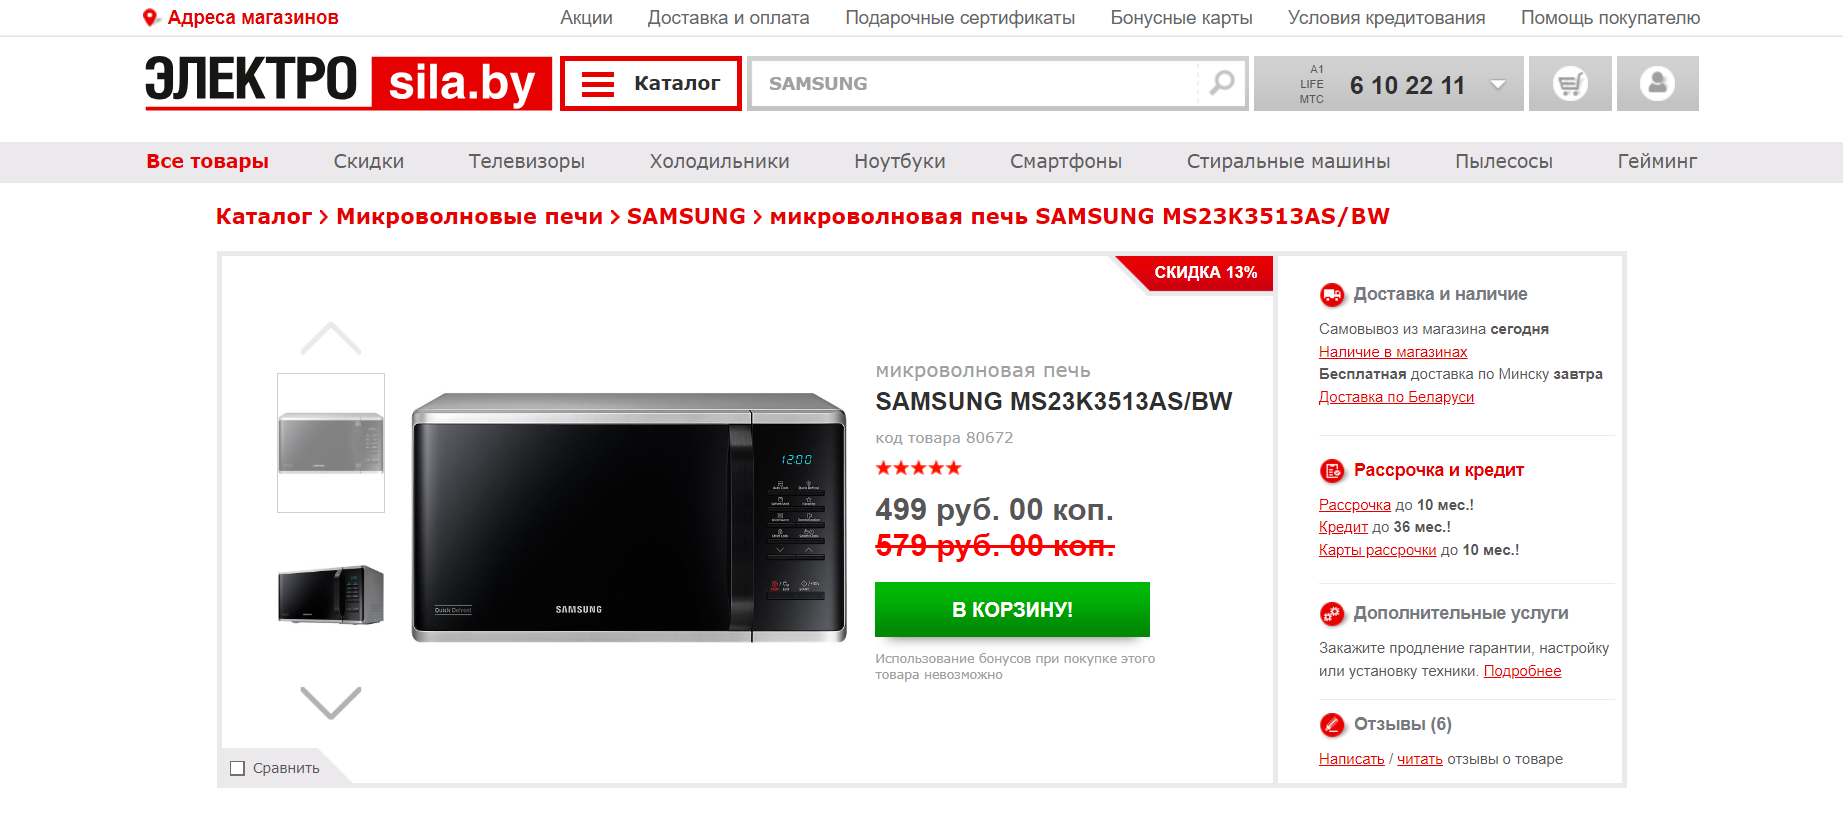 Адреса магазинов
Акции
Доставка и оплата
Подарочные сертификаты
Бонусные карты
Условия кредитования
Помощь покупателю
ЭЛЕКТРО sila.by
Каталог
SAMSUNG
A1
LIFE
МТС
6 10 22 11
Все товары
Скидки
Телевизоры
Холодильники
Ноутбуки
Смартфоны
Стиральные машины
Пылесосы
Гейминг
Каталог > Микроволновые печи > SAMSUNG > микроволновая печь SAMSUNG MS23K3513AS/BW
СКИДКА 13%
12:00
Quick Defrost
SAMSUNG
микроволновая печь
SAMSUNG MS23K3513AS/BW
код товара 80672
499 руб. 00 коп.
579 руб. 00 коп.
В КОРЗИНУ!
Использование бонусов при покупке этого
товара невозможно
Сравнить
Доставка и наличие
Самовывоз из магазина сегодня
Наличие в магазинах
Бесплатная доставка по Минску завтра
Доставка по Беларуси
Рассрочка и кредит
Рассрочка до 10 мес.!
Кредит до 36 мес.!
Карты рассрочки до 10 мес.!
Дополнительные услуги
Закажите продление гарантии, настройку
или установку техники. Подробнее
Отзывы (6)
Написать / читать отзывы о товаре